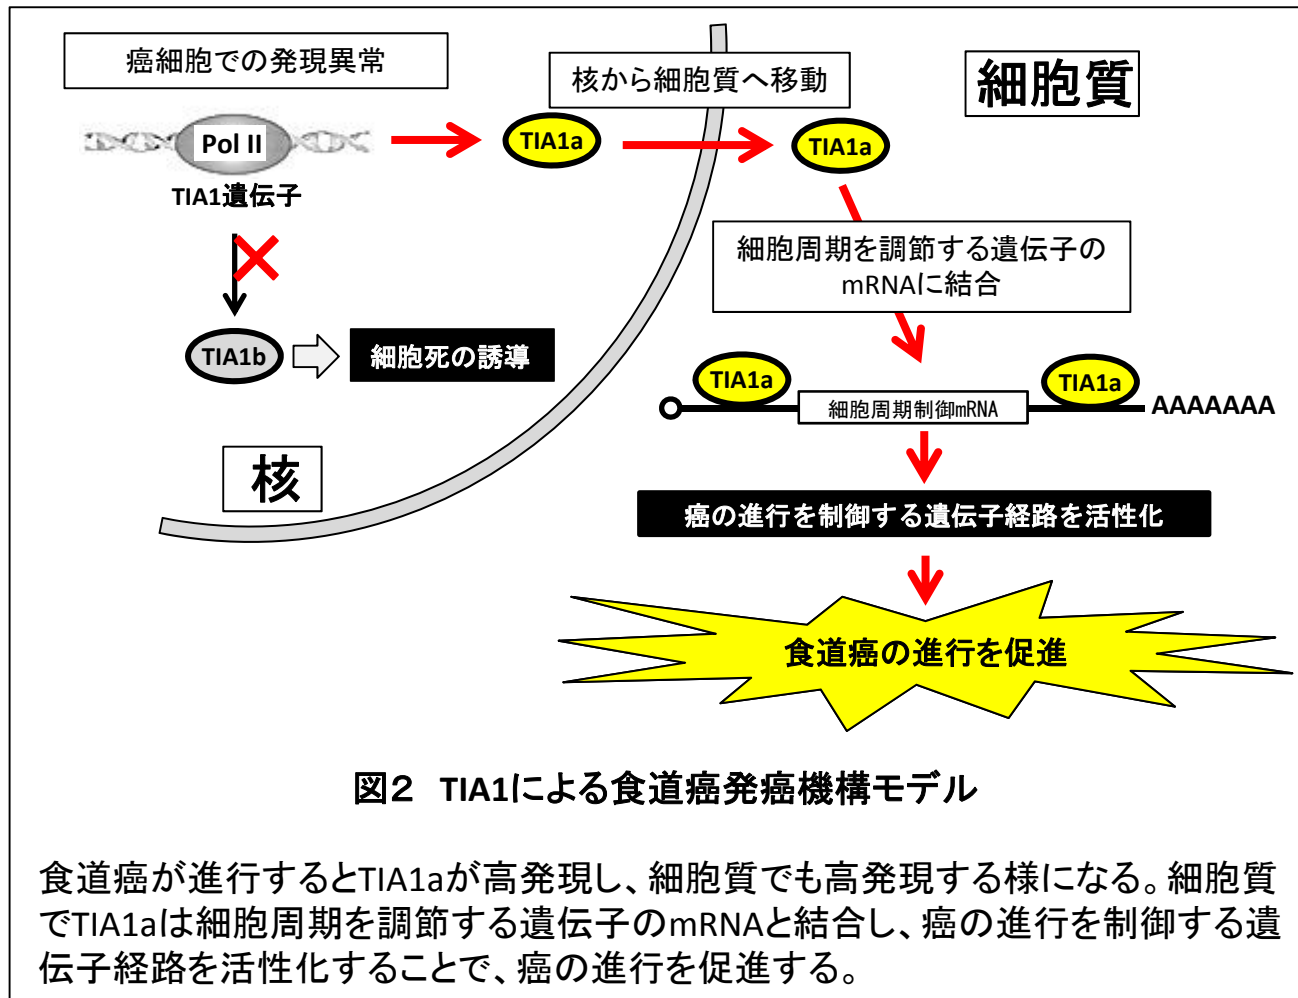 癌細胞での発現異常
核から細胞質へ移動
細胞質
Pol II
TIA1a
TIA1a
TIA1遺伝子
細胞周期を調節する遺伝子の
mRNAに結合
TIA1b
細胞死の誘導
TIA1a
TIA1a
細胞周期制御mRNA
AAAAAAA
核
癌の進行を制御する遺伝子経路を活性化
食道癌の進行を促進
図２ TIA1による食道癌発癌機構モデル
食道癌が進行するとTIA1aが高発現し、細胞質でも高発現する様になる。細胞質
でTIA1aは細胞周期を調節する遺伝子のmRNAと結合し、癌の進行を制御する遺
伝子経路を活性化することで、癌の進行を促進する。